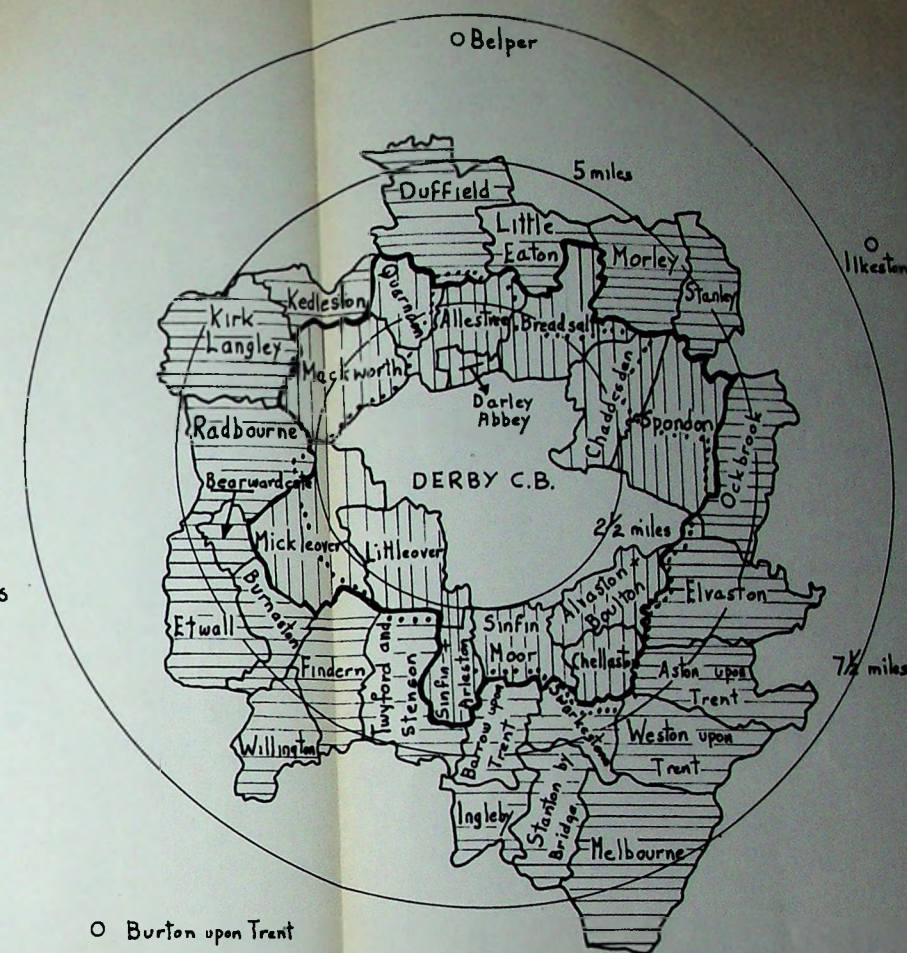 Belper
5 miles
Duffield
Little
Eaton
Morley
Ilkeston
Stanley
Quarndon
Kedleston
Kirk
Langley
Allestree
Breadsall
Mackworth
Chaddesden
Darley
Abbey
Spondon
Ockbrook
Radbourne
DERBY C.B.
Bearwardcote
2½ miles
Mickleover
Littleover
s
Alvaston +
Boulton
Elvaston
Burnaston
Etwall
Sinfin
Moor
Findern
Twyford and
Stenson
Sinfin +
Arleston
Chellaston
Aston upon
Trent
7½ miles
Swarkeston
Barrow upon
Trent
Weston upon
Trent
Willington
Ingleby
Stanton by
Bridge
Melbourne
Burton upon Trent